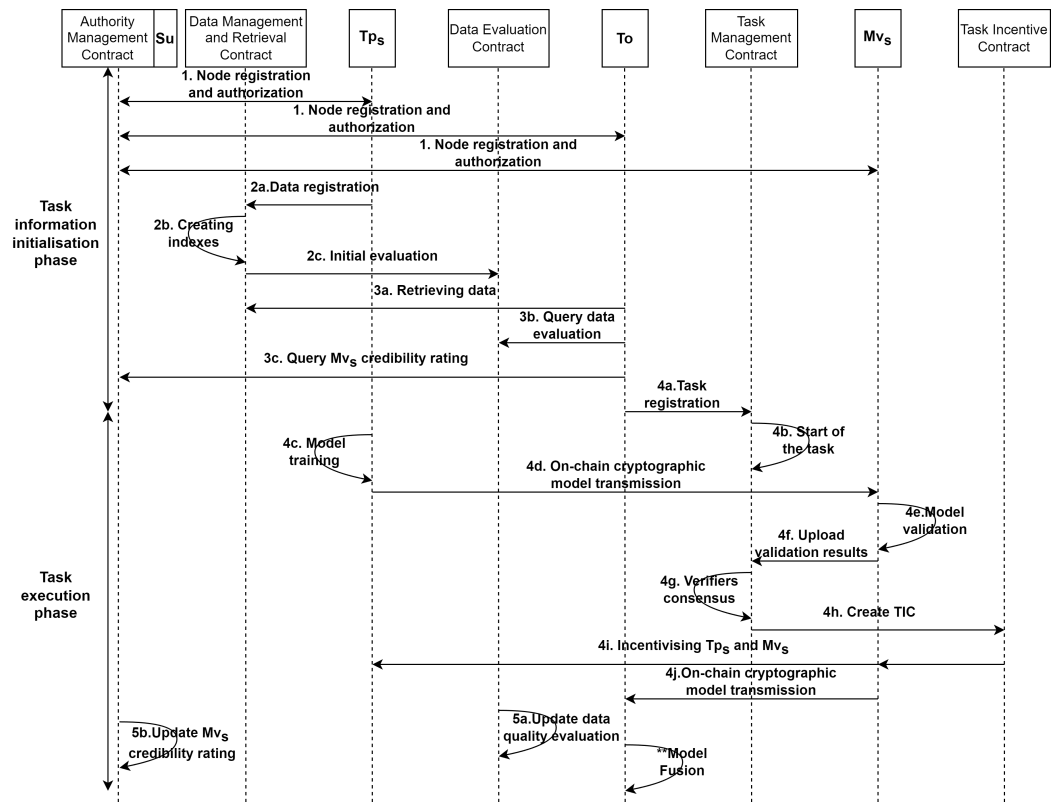 Authority
Management
Contract
Su
Data Management
and Retrieval
Contract
Tps
Data Evaluation
Contract
To
Task
Management
Contract
Mvs
Task Incentive
Contract
1. Node registration
and authorization
1. Node registration and
authorization
1. Node registration and
authorization
Task
information
initialisation
phase
2a.Data registration
2b. Creating
indexes
2c. Initial evaluation
3a. Retrieving data
3b. Query data
evaluation
3c. Query Mvs credibility rating
4a.Task
registration
4b. Start of
the task
4c. Model
training
4d. On-chain cryptographic
model transmission
4e.Model
validation
4f. Upload
validation results
Task
execution
phase
4g. Verifiers
consensus
4h. Create TIC
4i. Incentivising Tps and Mvs
4j.On-chain cryptographic
model transmission
5a.Update data
quality evaluation
5b.Update Mvs
credibility rating
**Model
Fusion